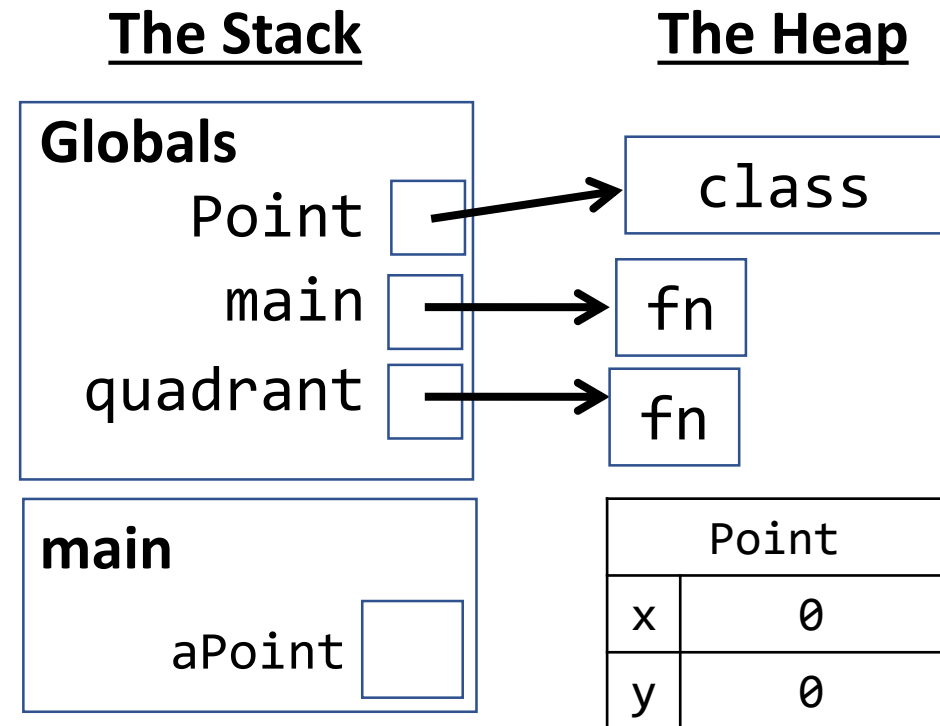 The Stack
The Heap
Globals
Point
class
main
fn
quadrant
fn
main
aPoint
Point
x 0
y 0